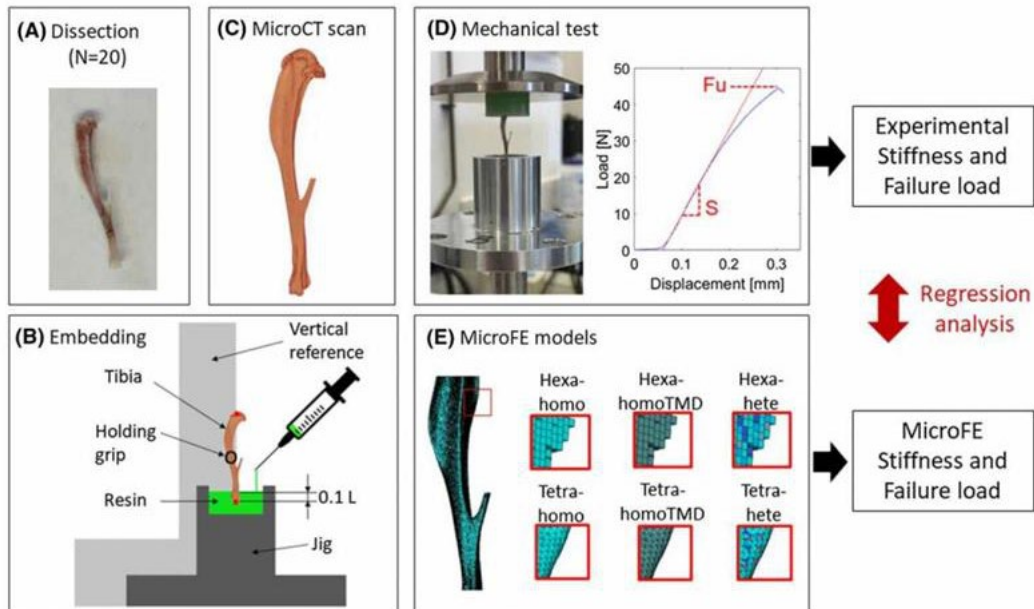 (A) Dissection
(N=20)
(C) MicroCT scan
(D) Mechanical test
50
40
30
20
10
0
Load [N]
Fu
S
0
0.1
0.2
0.3
Displacement [mm]
Experimental
Stiffness and
Failure load
Regression
analysis
(B) Embedding
Vertical
reference
Tibia
Holding
grip
Resin
0.1 L
Jig
(E) MicroFE models
Hexa-
homo
Hexa-
homoTMD
Hexa-
hete
Tetra-
homo
Tetra-
homoTMD
Tetra-
hete
MicroFE
Stiffness and
Failure load